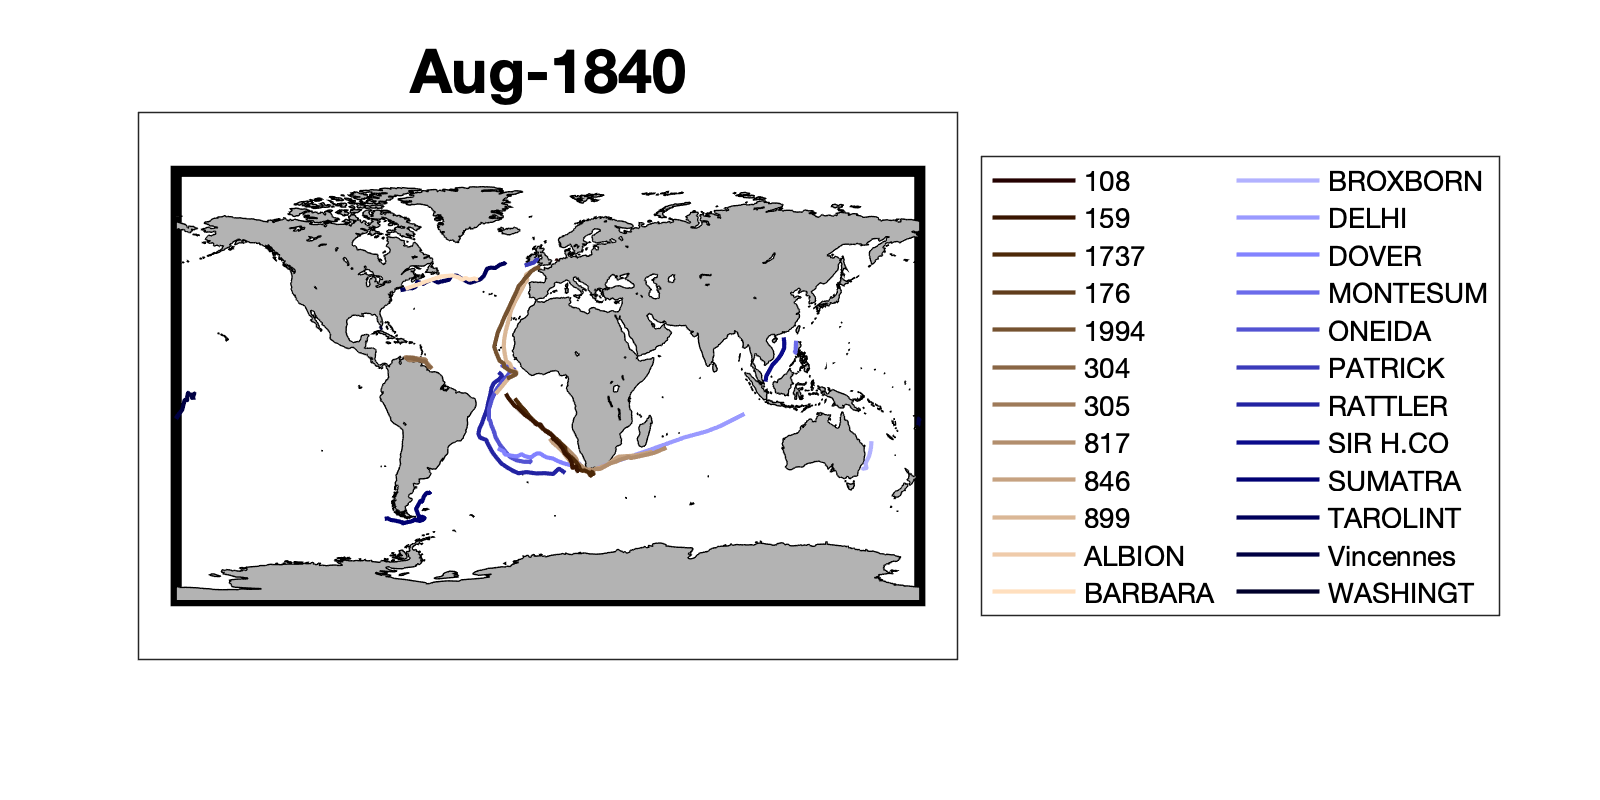 Aug-1840
108
159
1737
176
1994
304
305
817
846
899
ALBION
BARBARA
BROXBORN
DELHI
DOVER
MONTESUM
ONEIDA
PATRICK
RATTLER
SIR H.CO
SUMATRA
TAROLINT
Vincennes
WASHINGT